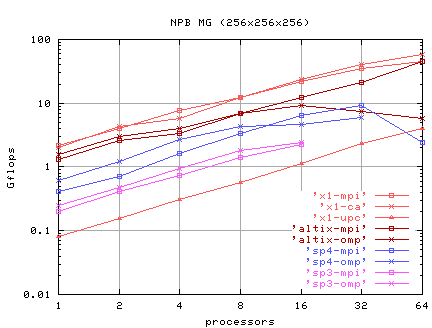 NPB MG (256x256x256)
100
10
1
0.1
0.01
Gflops
'x1-mpi'
'x1-ca'
'x1-upc'
'altix-mpi'
'altix-omp'
'sp4-mpi'
'sp4-omp'
'sp3-mpi'
'sp3-omp'
1 2 4 8 16 32 64
processors